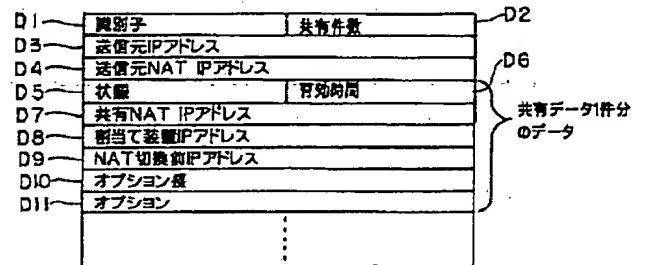 D1 識別子 共有件数 D2
D3 送信元IPアドレス
D4 送信元NAT IPアドレス
D5 状態 有効時間 D6
D7 共有NAT IPアドレス
D8 割当て装置IPアドレス
D9 NAT切換前IPアドレス
D10 オプション長
D11 オプション
共有データ1件分
のデータ